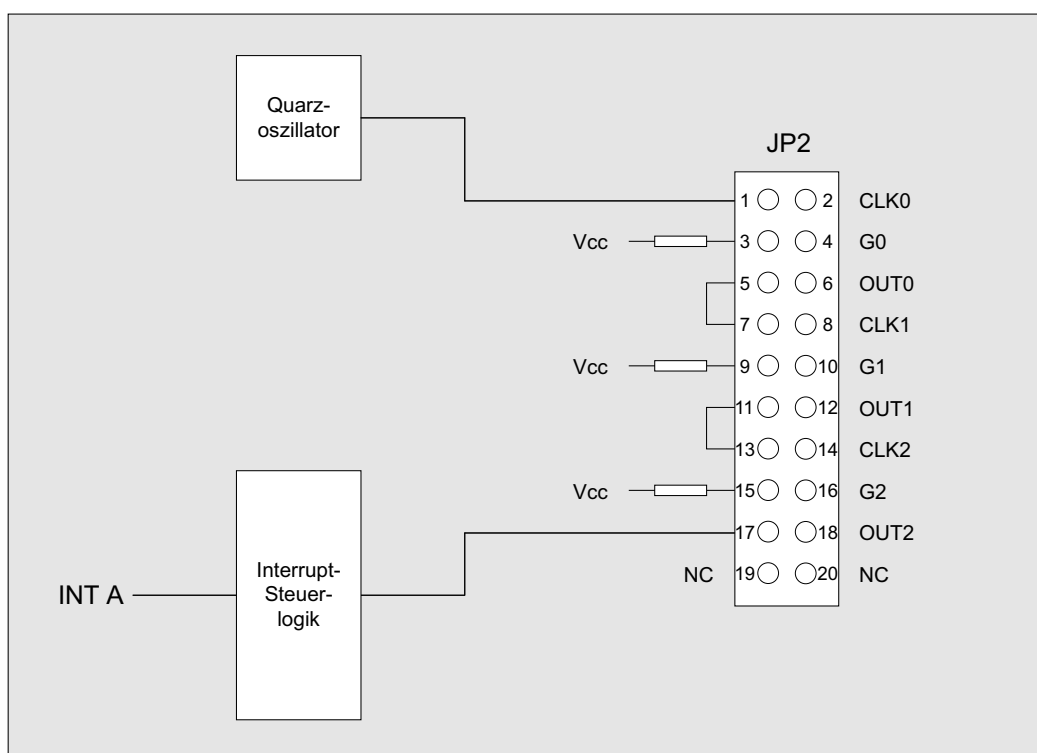 Quarz-
oszillator
JP2
1 2 CLK0
Vcc 3 4 G0
5 6 OUT0
7 8 CLK1
Vcc 9 10 G1
11 12 OUT1
13 14 CLK2
Vcc 15 16 G2
17 18 OUT2
NC 19 20 NC
INT A
Interrupt-
Steuer-
logik